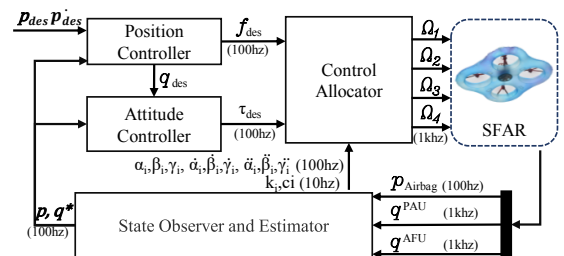 p_des ṗ_des
Position
Controller
f_des
(100hz)
q_des
Attitude
Controller
τ_des
(100hz)
Control
Allocator
Ω_1
Ω_2
Ω_3
Ω_4
(1khz)
SFAR
α_i,β_i,γ_i, α̇_i,β̇_i,γ̇_i, α̈_i,β̈_i,γ̈_i (100hz)
k_i,ci (10hz)
p, q*
(100hz)
State Observer and Estimator
p_Airbag (100hz)
q^PAU (1khz)
q^AFU (1khz)